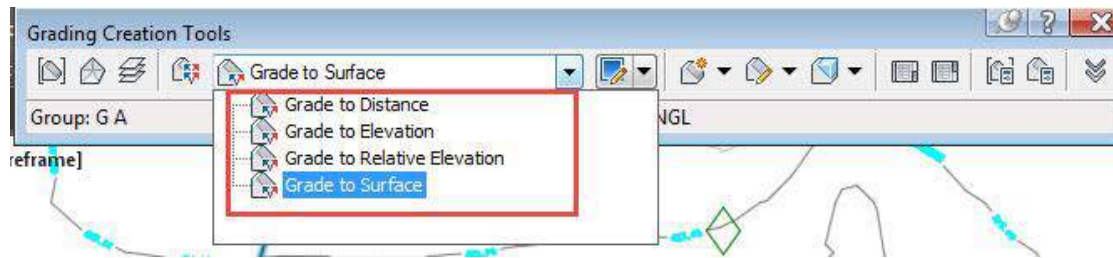 Grading Creation Tools
Grade to Surface
Grade to Distance
Group: G A
NGL
Grade to Elevation
reframe]
Grade to Relative Elevation
Grade to Surface